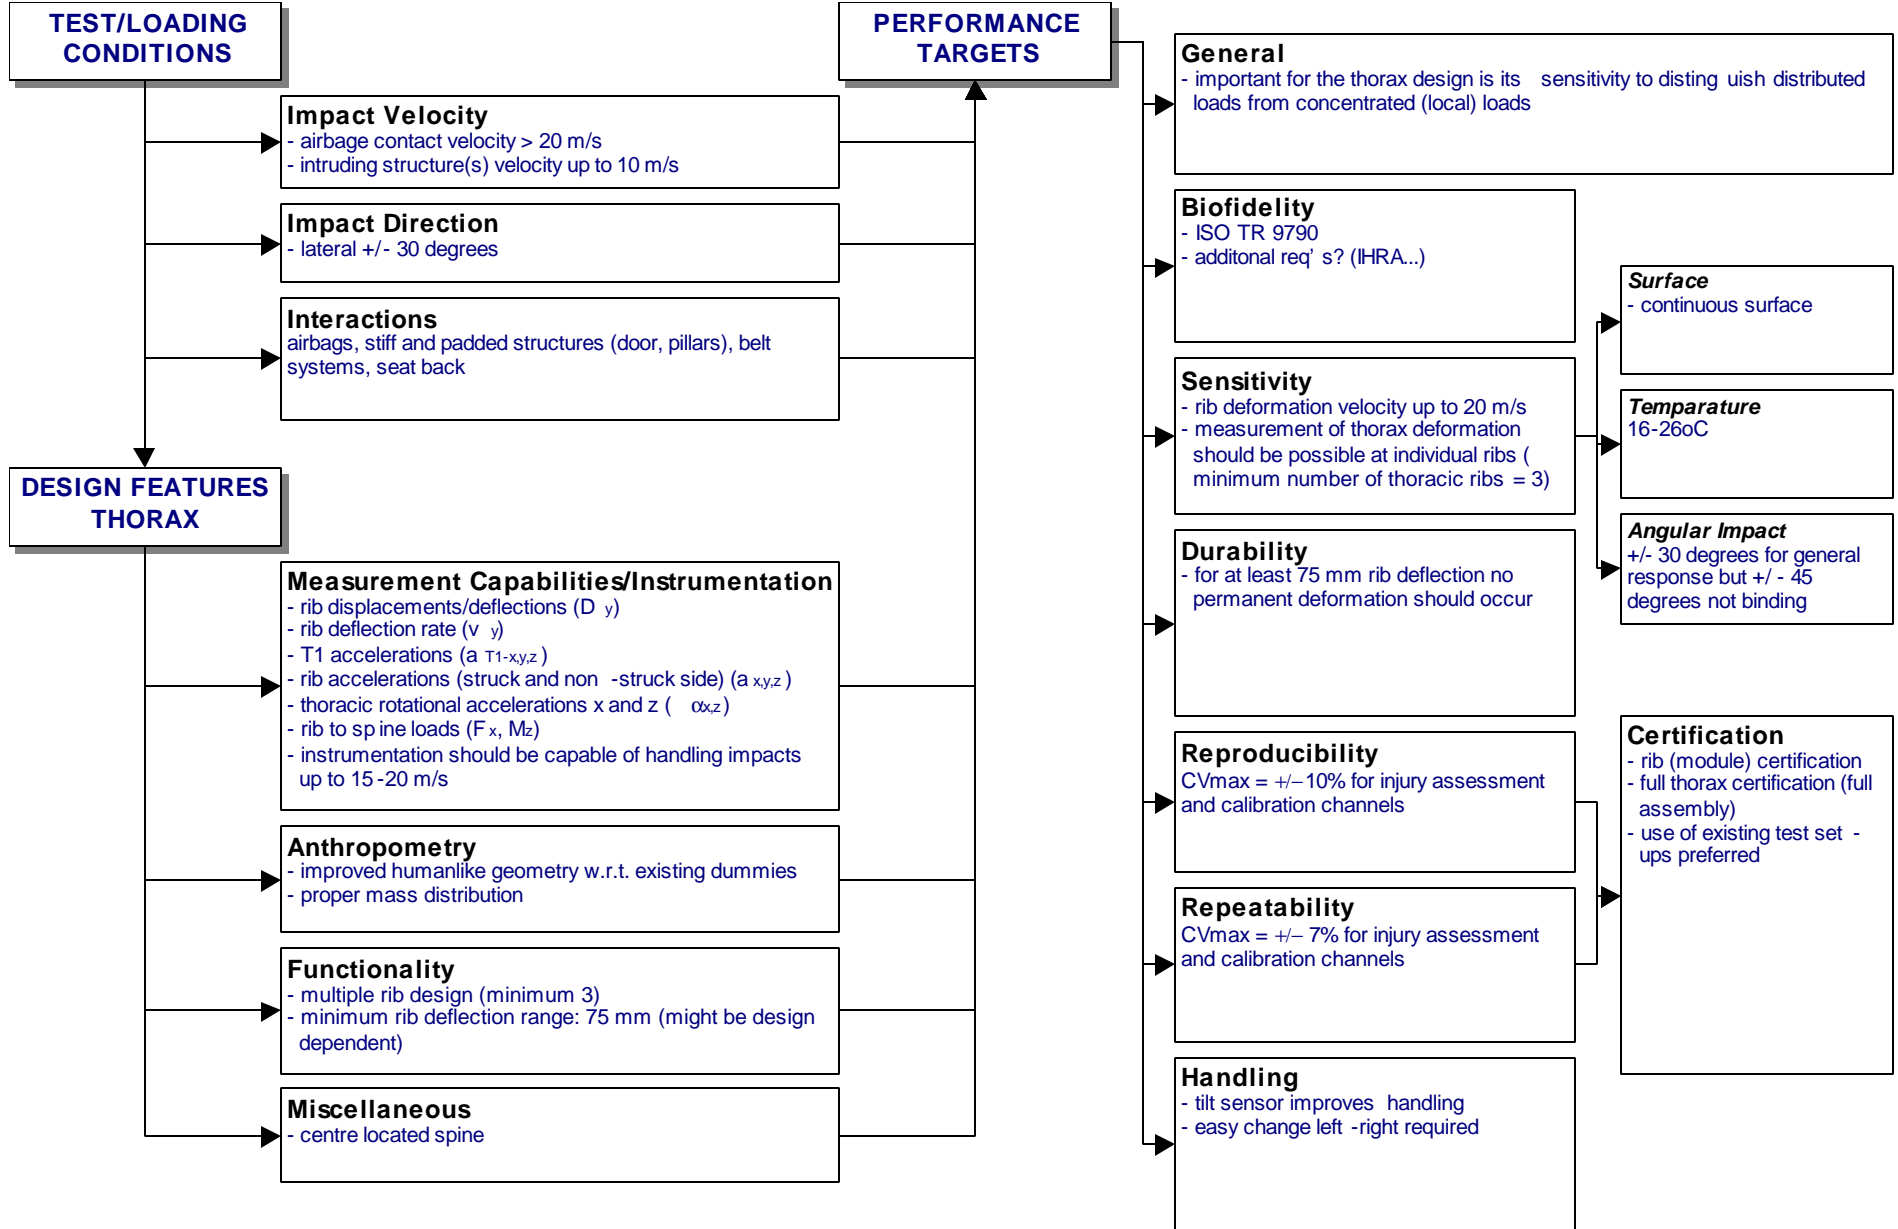 TEST/LOADING
CONDITIONS
Impact Velocity
- airbage contact velocity > 20 m/s
- intruding structure(s) velocity up to 10 m/s
Impact Direction
- lateral +/- 30 degrees
Interactions
airbags, stiff and padded structures (door, pillars), belt
systems, seat back
DESIGN FEATURES
THORAX
Measurement Capabilities/Instrumentation
- rib displacements/deflections (D y)
- rib deflection rate (v y)
- T1 accelerations (a T1-x,y,z )
- rib accelerations (struck and non -struck side) (a x,y,z )
- thoracic rotational accelerations x and z ( αx,z )
- rib to sp ine loads (F x, Mz)
- instrumentation should be capable of handling impacts
up to 15 -20 m/s
Anthropometry
- improved humanlike geometry w.r.t. existing dummies
- proper mass distribution
Functionality
- multiple rib design (minimum 3)
- minimum rib deflection range: 75 mm (might be design
dependent)
Miscellaneous
- centre located spine
PERFORMANCE
TARGETS
General
- important for the thorax design is its sensitivity to disting uish distributed
loads from concentrated (local) loads
Biofidelity
- ISO TR 9790
- additonal req' s? (IHRA...)
Sensitivity
- rib deformation velocity up to 20 m/s
- measurement of thorax deformation
should be possible at individual ribs (
minimum number of thoracic ribs = 3)
Surface
- continuous surface
Temparature
16-26oC
Angular Impact
+/- 30 degrees for general
response but +/ - 45
degrees not binding
Durability
- for at least 75 mm rib deflection no
permanent deformation should occur
Reproducibility
CVmax = +/−10% for injury assessment
and calibration channels
Repeatability
CVmax = +/− 7% for injury assessment
and calibration channels
Certification
- rib (module) certification
- full thorax certification (full
assembly)
- use of existing test set -
ups preferred
Handling
- tilt sensor improves handling
- easy change left -right required